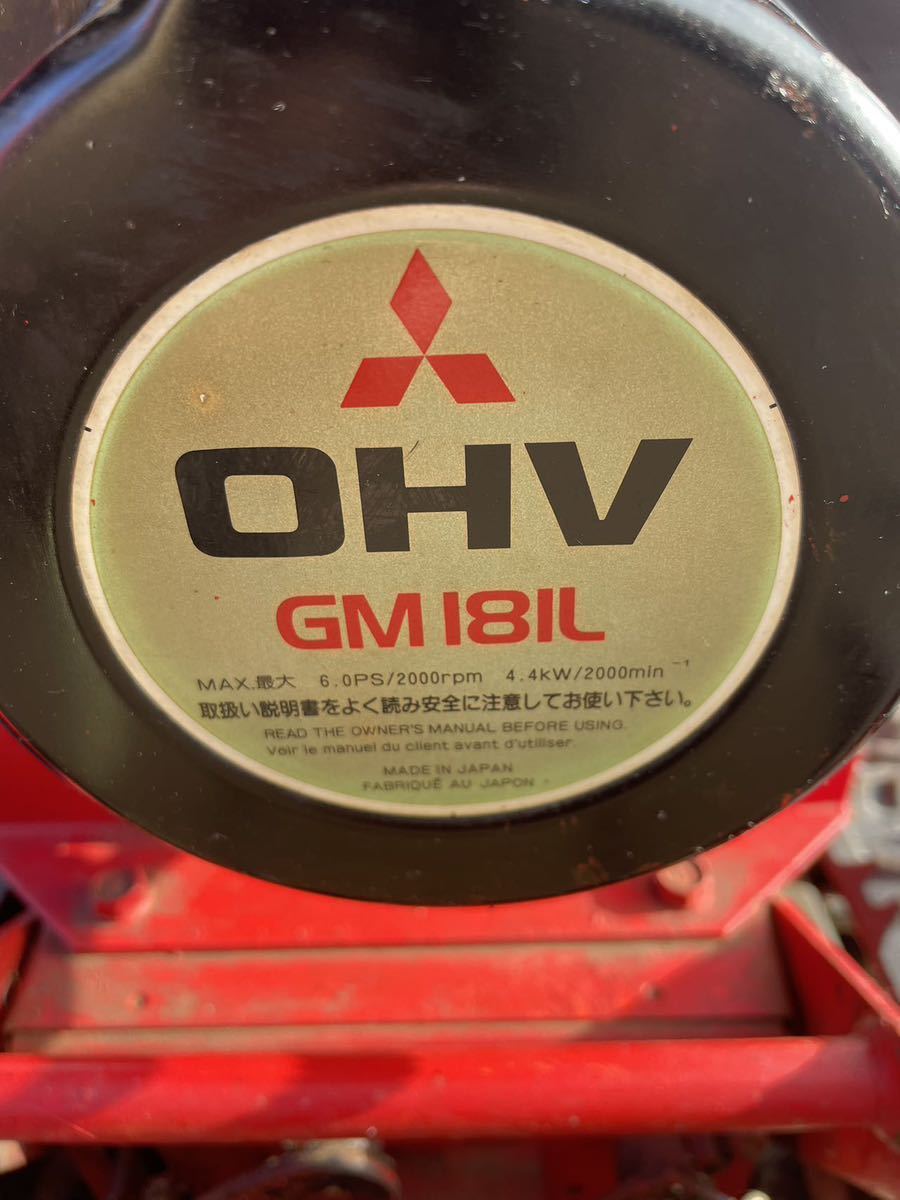 OHV
GM181L
MAX.最大 6.0PS/2000rpm 4.4kW/2000min⁻¹
取扱い説明書をよく読み安全に注意してお使い下さい。
READ THE OWNER'S MANUAL BEFORE USING.
Voir le manuel du client avant d'utiliser
MADE IN JAPAN
FABRIQUÉ AU JAPON